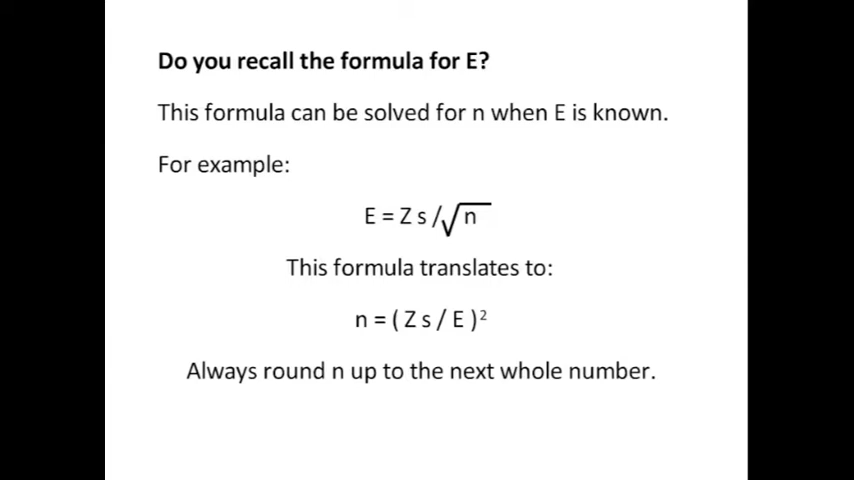 Do you recall the formula for E?
This formula can be solved for n when E is known.
For example:
E = Z s /√n
This formula translates to:
n = ( Z s / E )²
Always round n up to the next whole number.